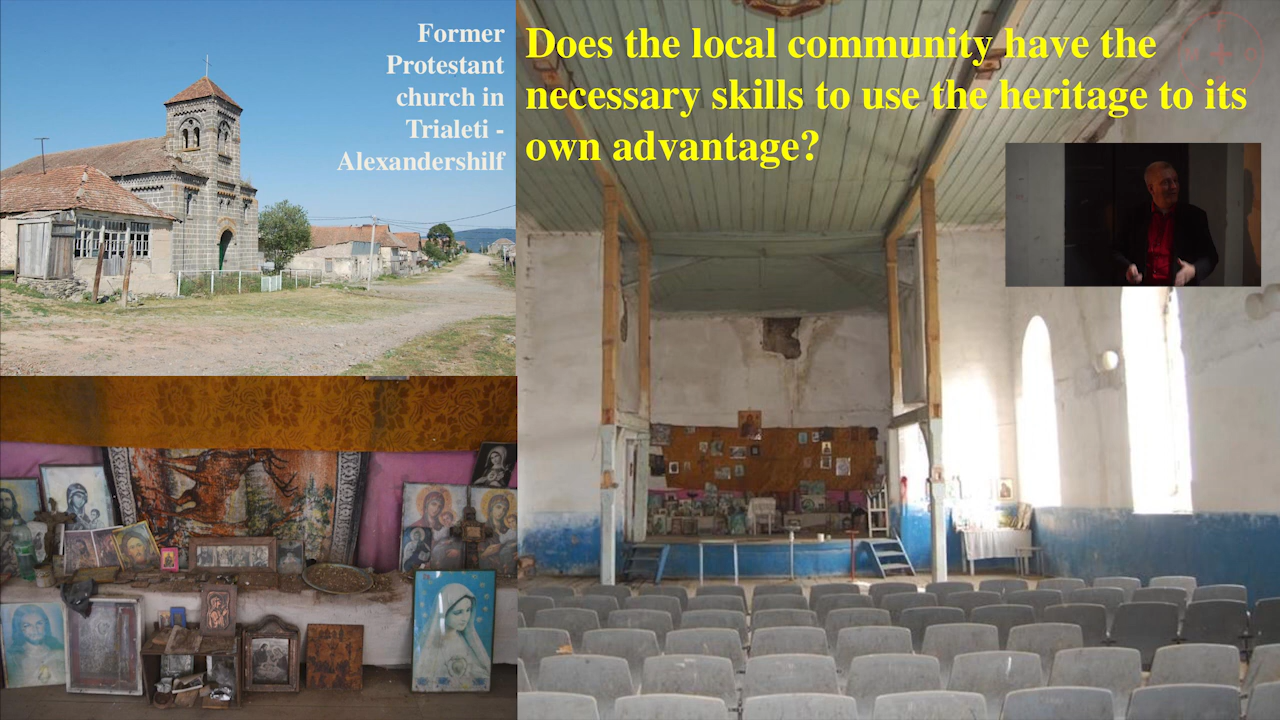 Former
Protestant
church in
Trialeti -
Alexandershilf
Does the local community have the
necessary skills to use the heritage to its
own advantage?